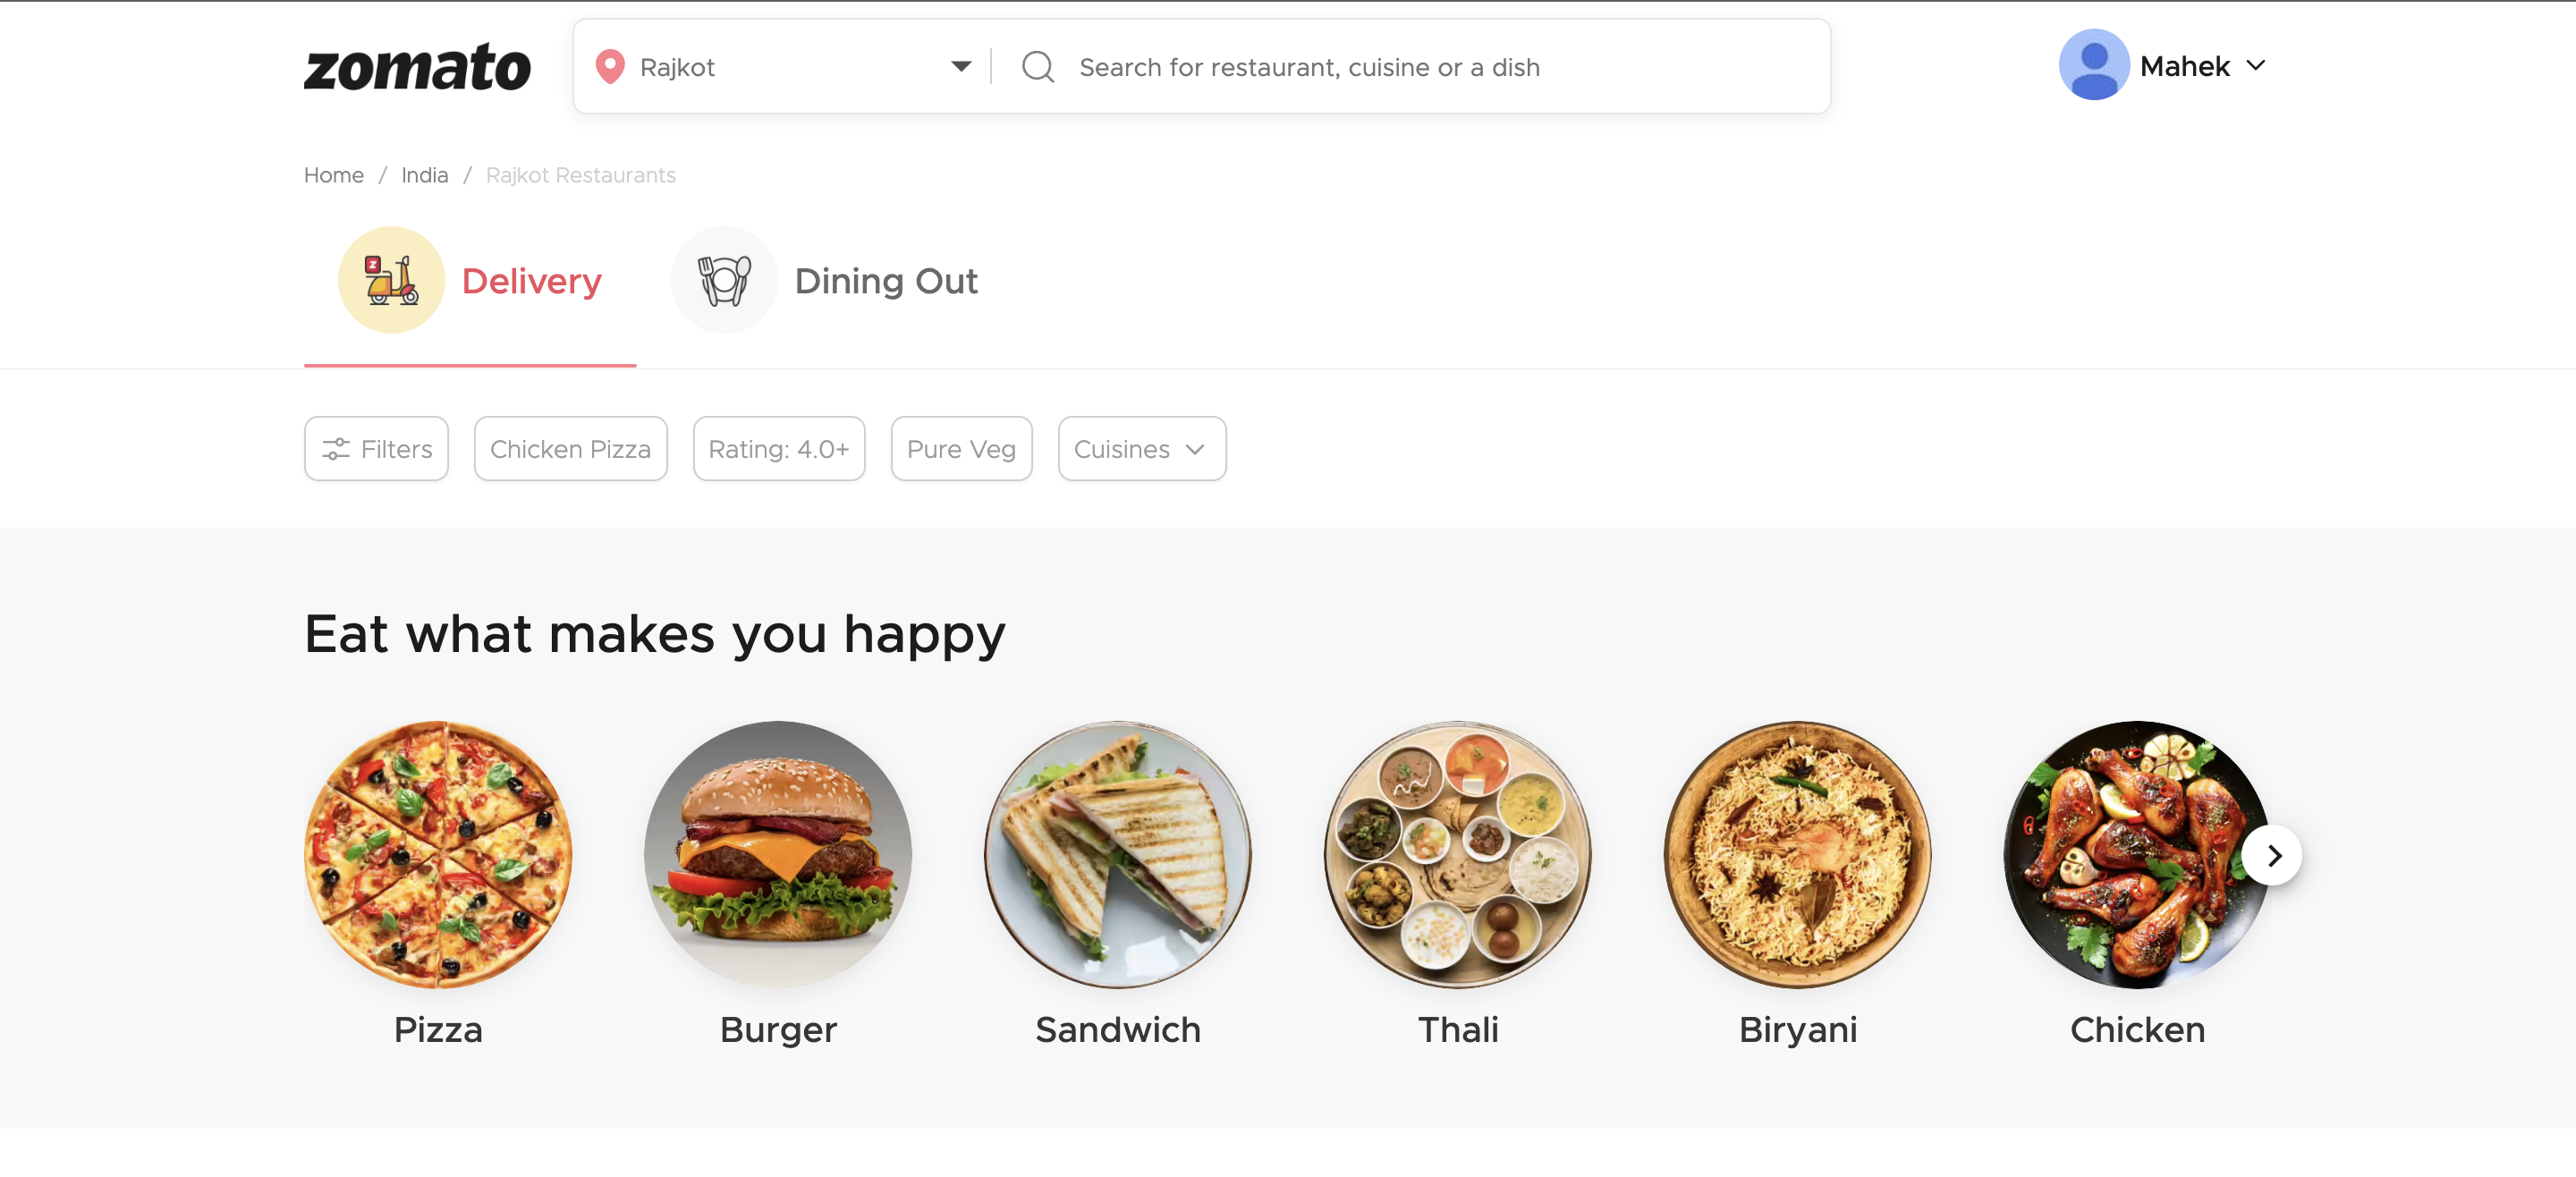 zomato
Rajkot
Search for restaurant, cuisine or a dish
Mahek
Home / India / Rajkot Restaurants
Z
Delivery
Dining Out
Filters
Chicken Pizza
Rating: 4.0+
Pure Veg
Cuisines
Eat what makes you happy
Pizza
Burger
Sandwich
Thali
Biryani
Chicken